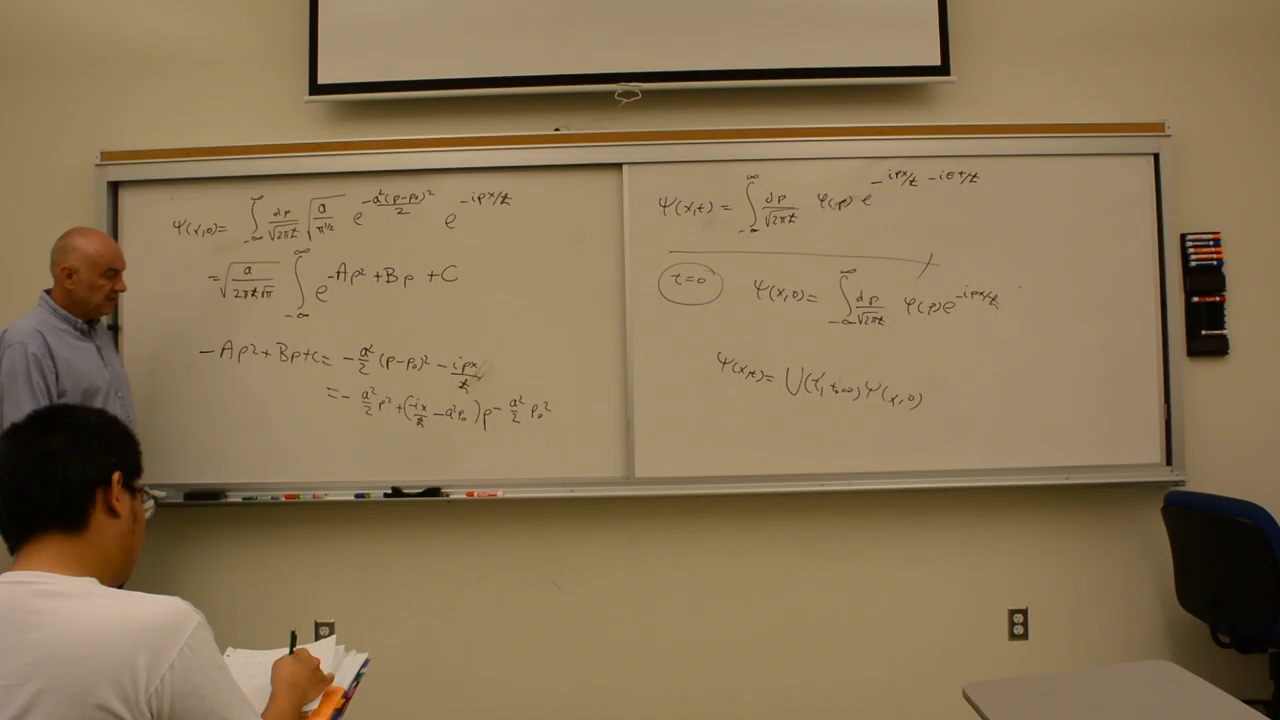 Ψ(x,0)= ∫_{-∞}^{∞} dp/√(2πħ) √(a/π^{1/2}) e^{-a²(p-p₀)²/2} e^{-ipx/ħ}
= √(a/(2πħ√π)) ∫_{-∞}^{∞} e^{-Ap²+Bp+C}
-Ap²+Bp+C = -a²/2 (p-p₀)² - ipx/ħ
= -a²/2 p² + (-ix/ħ - a²p₀)p - a²/2 p₀²
Ψ(x,t) = ∫_{-∞}^{∞} dp/√(2πħ) φ(p) e^{-ipx/ħ - iEt/ħ}
t=0 Ψ(x,0)= ∫_{-∞}^{∞} dp/√(2πħ) φ(p)e^{-ipx/ħ}
Ψ(x,t)= U(t, t₀=0)Ψ(x,0)